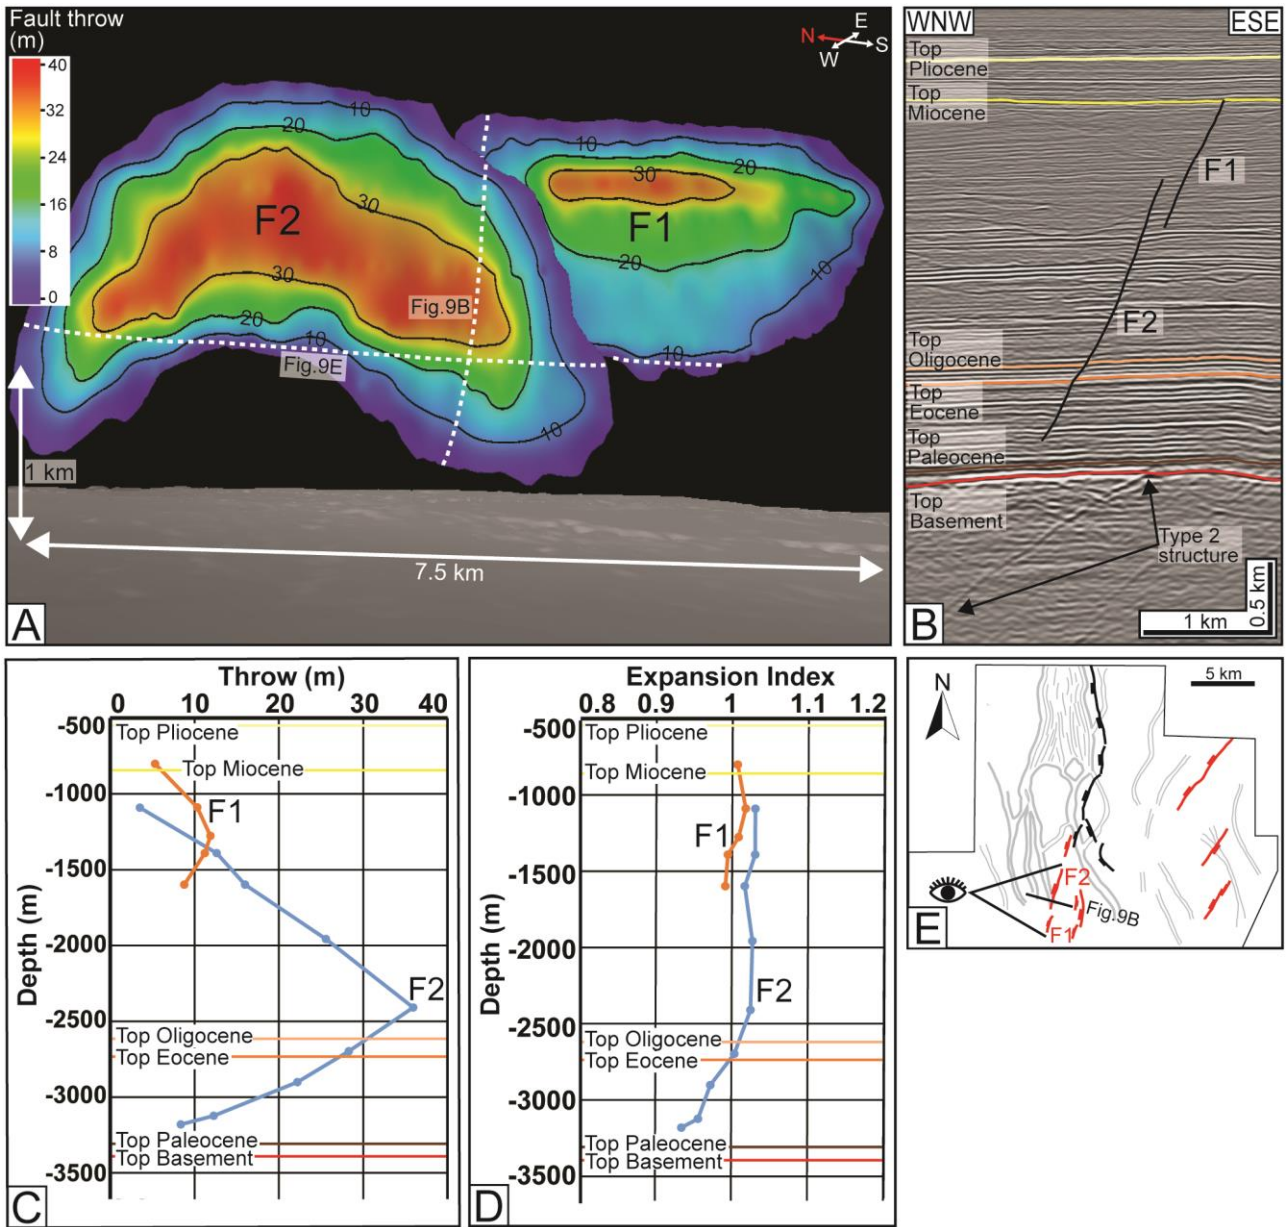 Fault throw
(m)
40
32
24
16
8
0
N
E
S
W
10
20
30
F2
30
20
10
10
Fig.9B
Fig.9E
10
20
30
F1
20
10
10
1 km
7.5 km
A
WNW
ESE
Top
Pliocene
Top
Miocene
F1
F2
Top
Oligocene
Top
Eocene
Top
Paleocene
Top
Basement
Type 2
structure
1 km
0.5 km
B
Throw (m)
0 10 20 30 40
-500
-1000
-1500
-2000
-2500
-3000
-3500
Depth (m)
Top Pliocene
Top Miocene
F1
F2
Top Oligocene
Top Eocene
Top Paleocene
Top Basement
C
Expansion Index
0.8 0.9 1 1.1 1.2
-500
-1000
-1500
-2000
-2500
-3000
-3500
Depth (m)
Top Pliocene
Top Miocene
F1
F2
Top Oligocene
Top Eocene
Top Paleocene
Top Basement
D
N
5 km
F2
Fig.9B
F1
E